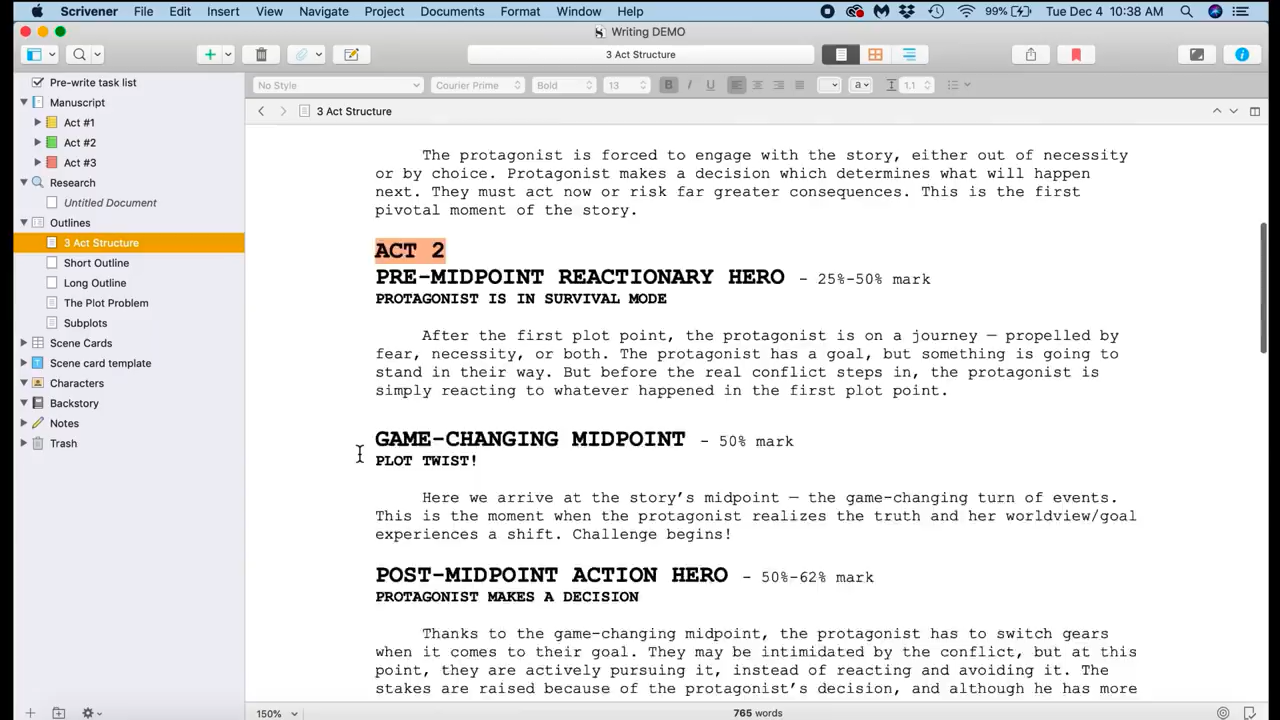 Scrivener File Edit Insert View Navigate Project Documents Format Window Help 99% Tue Dec 4 10:38 AM
Writing DEMO
3 Act Structure
No Style Courier Prime Bold 13 B I U a 1.1
3 Act Structure
Pre-write task list
Manuscript
Act #1
Act #2
Act #3
Research
Untitled Document
Outlines
3 Act Structure
Short Outline
Long Outline
The Plot Problem
Subplots
Scene Cards
Scene card template
Characters
Backstory
Notes
Trash
The protagonist is forced to engage with the story, either out of necessity
or by choice. Protagonist makes a decision which determines what will happen
next. They must act now or risk far greater consequences. This is the first
pivotal moment of the story.
ACT 2
PRE-MIDPOINT REACTIONARY HERO - 25%-50% mark
PROTAGONIST IS IN SURVIVAL MODE
After the first plot point, the protagonist is on a journey — propelled by
fear, necessity, or both. The protagonist has a goal, but something is going to
stand in their way. But before the real conflict steps in, the protagonist is
simply reacting to whatever happened in the first plot point.
GAME-CHANGING MIDPOINT - 50% mark
PLOT TWIST!
Here we arrive at the story's midpoint — the game-changing turn of events.
This is the moment when the protagonist realizes the truth and her worldview/goal
experiences a shift. Challenge begins!
POST-MIDPOINT ACTION HERO - 50%-62% mark
PROTAGONIST MAKES A DECISION
Thanks to the game-changing midpoint, the protagonist has to switch gears
when it comes to their goal. They may be intimidated by the conflict, but at this
point, they are actively pursuing it, instead of reacting and avoiding it. The
stakes are raised because of the protagonist's decision, and although he has more
150% 765 words